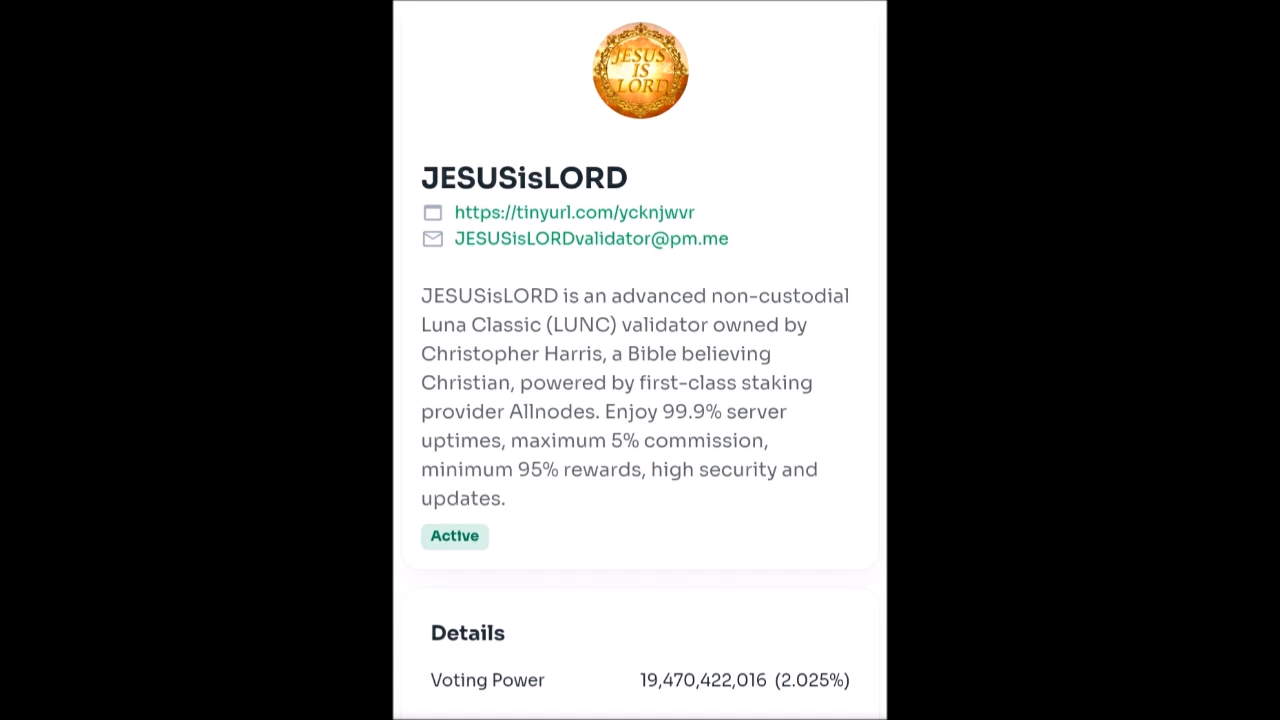 JESUS
IS
LORD
JESUSisLORD
https://tinyurl.com/ycknjwvr
JESUSisLORDvalidator@pm.me
JESUSisLORD is an advanced non-custodial
Luna Classic (LUNC) validator owned by
Christopher Harris, a Bible believing
Christian, powered by first-class staking
provider Allnodes. Enjoy 99.9% server
uptimes, maximum 5% commission,
minimum 95% rewards, high security and
updates.
Active
Details
Voting Power 19,470,422,016 (2.025%)